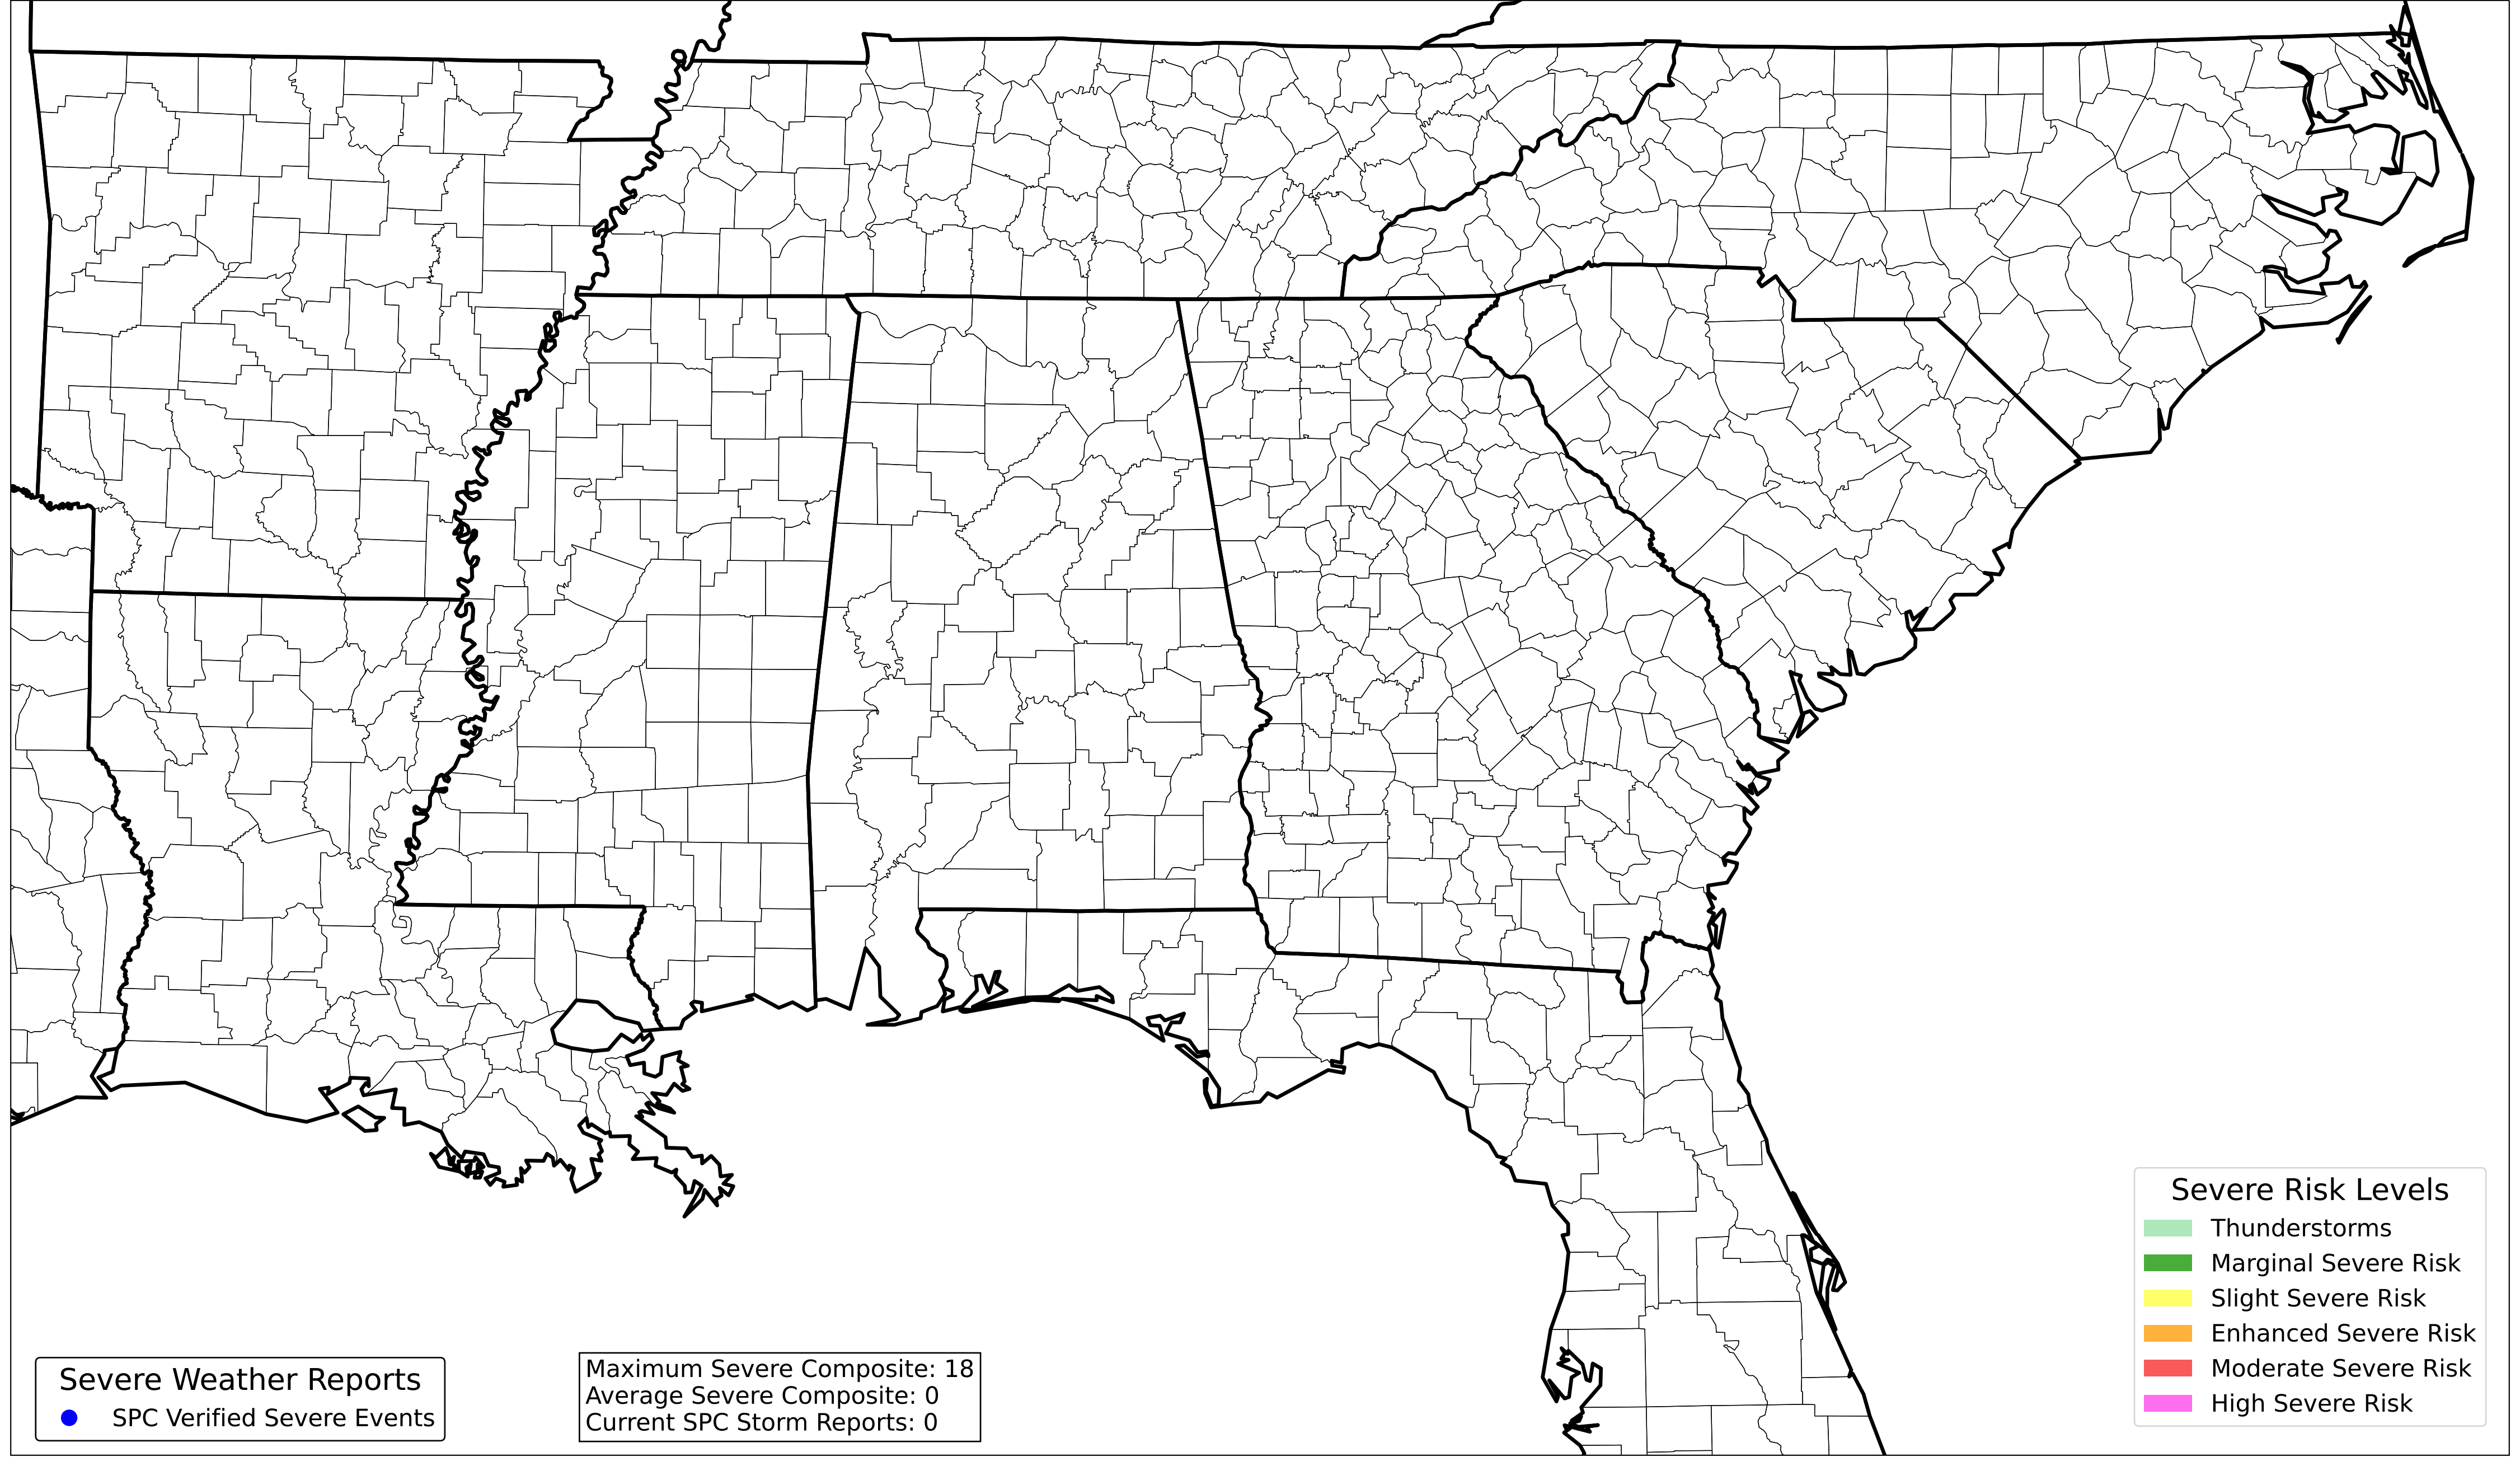 Severe Weather Reports
SPC Verified Severe Events
Maximum Severe Composite: 18
Average Severe Composite: 0
Current SPC Storm Reports: 0
Severe Risk Levels
Thunderstorms
Marginal Severe Risk
Slight Severe Risk
Enhanced Severe Risk
Moderate Severe Risk
High Severe Risk